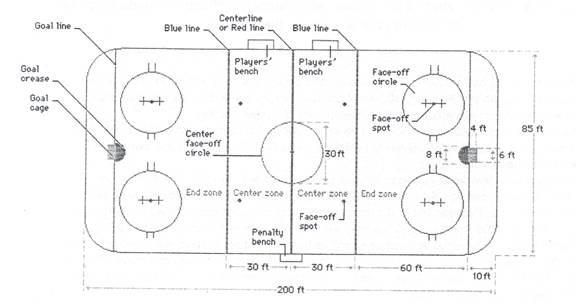 Goal line
Blue line
Centerline
or Red line
Blue line
Goal
crease
Goal
cage
Players'
bench
Players'
bench
Face-off
circle
Face-off
spot
Center
face-off
circle
30 ft
4 ft
8 ft
6 ft
85 ft
End zone
Center zone
Center zone
End zone
Penalty
bench
Face-off
spot
30 ft
30 ft
60 ft
10 ft
200 ft